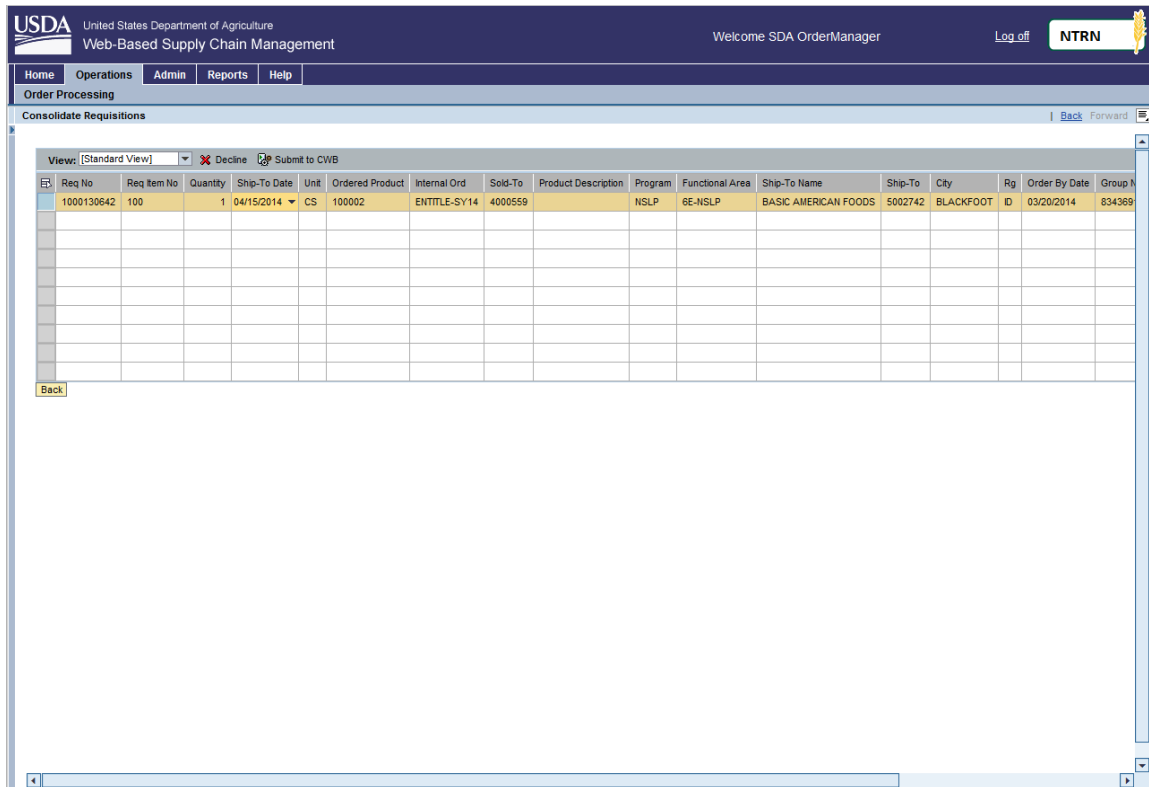 USDA United States Department of Agriculture
Web-Based Supply Chain Management
Welcome SDA OrderManager Log off NTRN
Home Operations Admin Reports Help
Order Processing
Consolidate Requisitions | Back Forward
View: [Standard View] Decline Submit to CWB
Req No Req Item No Quantity Ship-To Date Unit Ordered Product Internal Ord Sold-To Product Description Program Functional Area Ship-To Name Ship-To City Rg Order By Date Group N
1000130642 100 1 04/15/2014 CS 100002 ENTITLE-SY14 4000559 NSLP 6E-NSLP BASIC AMERICAN FOODS 5002742 BLACKFOOT ID 03/20/2014 834369
Back